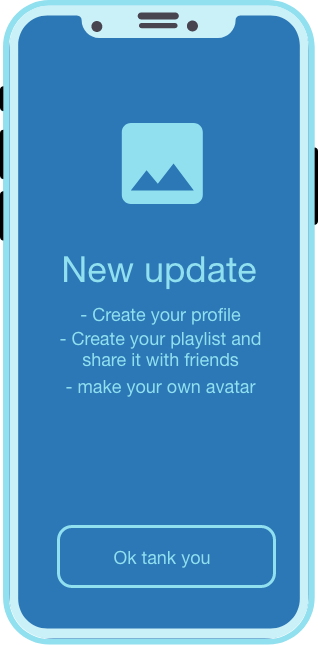 New update
- Create your profile
- Create your playlist and
share it with friends
- make your own avatar
Ok tank you